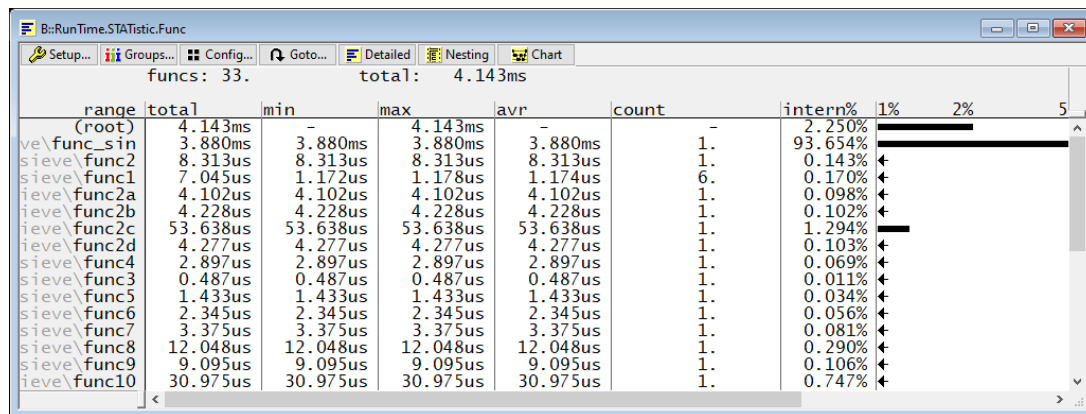 B::RunTime.STATistic.Func
Setup... Groups... Config... Goto... Detailed Nesting Chart
funcs: 33. total: 4.143ms
range total min max avr count intern% 1% 2% 5
(root) 4.143ms - 4.143ms - - 2.250%
ve\func_sin 3.880ms 3.880ms 3.880ms 3.880ms 1. 93.654%
sieve\func2 8.313us 8.313us 8.313us 8.313us 1. 0.143%
sieve\func1 7.045us 1.172us 1.178us 1.174us 6. 0.170%
ieve\func2a 4.102us 4.102us 4.102us 4.102us 1. 0.098%
ieve\func2b 4.228us 4.228us 4.228us 4.228us 1. 0.102%
ieve\func2c 53.638us 53.638us 53.638us 53.638us 1. 1.294%
ieve\func2d 4.277us 4.277us 4.277us 4.277us 1. 0.103%
sieve\func4 2.897us 2.897us 2.897us 2.897us 1. 0.069%
sieve\func3 0.487us 0.487us 0.487us 0.487us 1. 0.011%
sieve\func5 1.433us 1.433us 1.433us 1.433us 1. 0.034%
sieve\func6 2.345us 2.345us 2.345us 2.345us 1. 0.056%
sieve\func7 3.375us 3.375us 3.375us 3.375us 1. 0.081%
sieve\func8 12.048us 12.048us 12.048us 12.048us 1. 0.290%
sieve\func9 9.095us 9.095us 9.095us 9.095us 1. 0.106%
ieve\func10 30.975us 30.975us 30.975us 30.975us 1. 0.747%